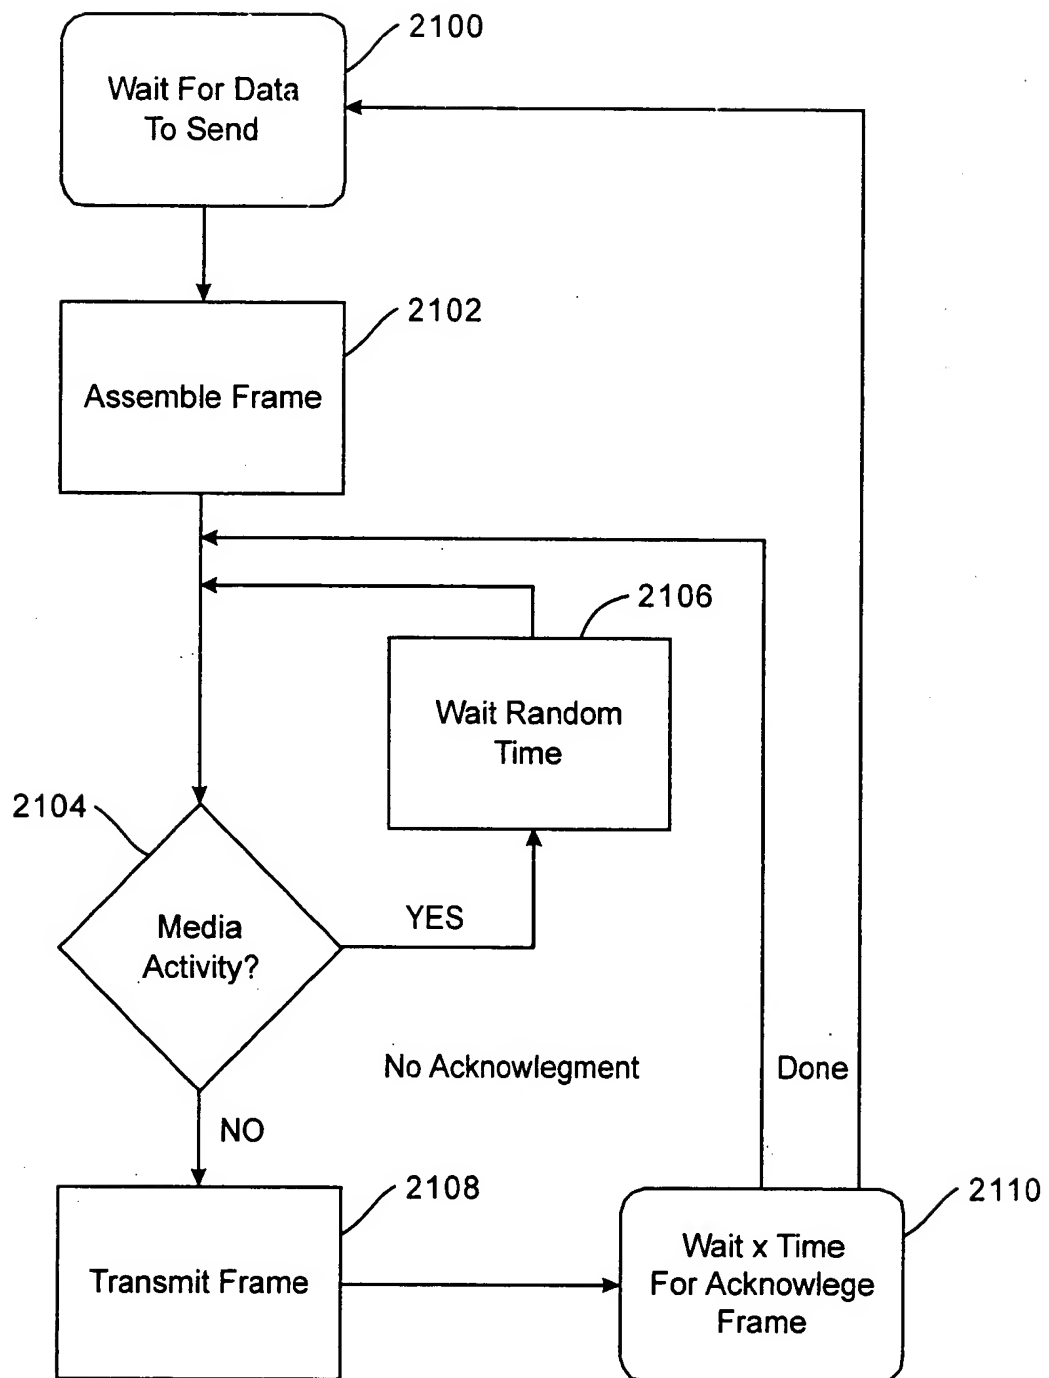 2100
Wait For Data
To Send
2102
Assemble Frame
2106
Wait Random
Time
2104
Media
Activity?
YES
No Acknowlegment
Done
NO
2108
Transmit Frame
2110
Wait x Time
For Acknowlege
Frame